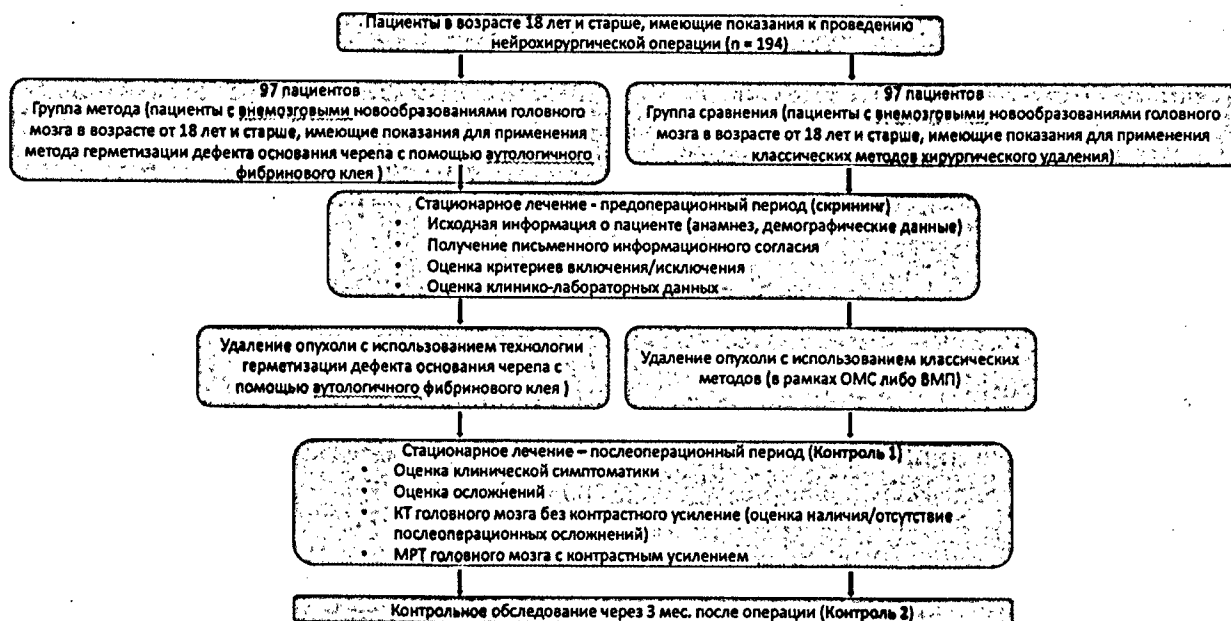 Пациенты в возрасте 18 лет и старше, имеющие показания к проведению
нейрохирургической операции (n = 194)
97 пациентов
Группа метода (пациенты с внемозговыми новообразованиями головного
мозга в возрасте от 18 лет и старше, имеющие показания для применения
метода герметизации дефекта основания черепа с помощью аутологичного
фибринового клея )
97 пациентов
Группа сравнения (пациенты с внемозговыми новообразованиями головного
мозга в возрасте от 18 лет и старше, имеющие показания для применения
классических методов хирургического удаления)
Стационарное лечение - предоперационный период (скрининг)
• Исходная информация о пациенте (анамнез, демографические данные)
• Получение письменного информационного согласия
• Оценка критериев включения/исключения
• Оценка клинико-лабораторных данных
Удаление опухоли с использованием технологии
герметизации дефекта основания черепа с
помощью аутологичного фибринового клея )
Удаление опухоли с использованием классических
методов (в рамках ОМС либо ВМП)
Стационарное лечение – послеоперационный период (Контроль 1)
• Оценка клинической симптоматики
• Оценка осложнений
• КТ головного мозга без контрастного усиление (оценка наличия/отсутствие
послеоперационных осложнений)
• МРТ головного мозга с контрастным усилением
Контрольное обследование через 3 мес. после операции (Контроль 2)